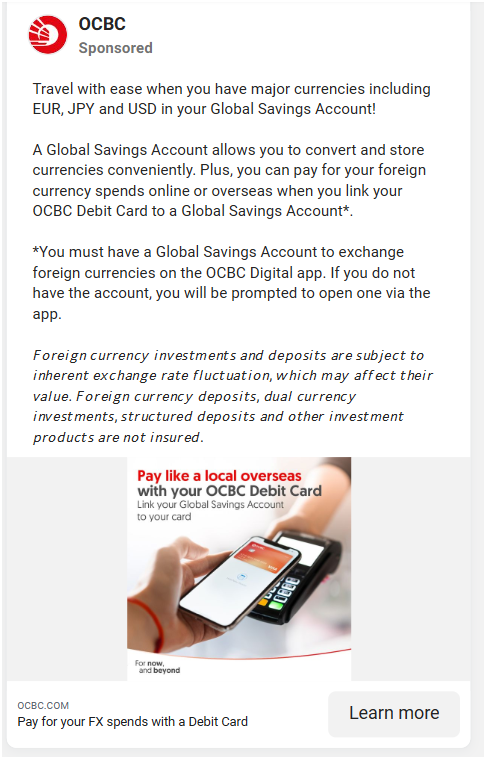 OCBC
Sponsored
Travel with ease when you have major currencies including
EUR, JPY and USD in your Global Savings Account!
A Global Savings Account allows you to convert and store
currencies conveniently. Plus, you can pay for your foreign
currency spends online or overseas when you link your
OCBC Debit Card to a Global Savings Account*.
*You must have a Global Savings Account to exchange
foreign currencies on the OCBC Digital app. If you do not
have the account, you will be prompted to open one via the
app.
Foreign currency investments and deposits are subject to
inherent exchange rate fluctuation, which may affect their
value. Foreign currency deposits, dual currency
investments, structured deposits and other investment
products are not insured.
Pay like a local overseas
with your OCBC Debit Card
Link your Global Savings Account
to your card
For now,
and beyond
OCBC.COM
Pay for your FX spends with a Debit Card
Learn more